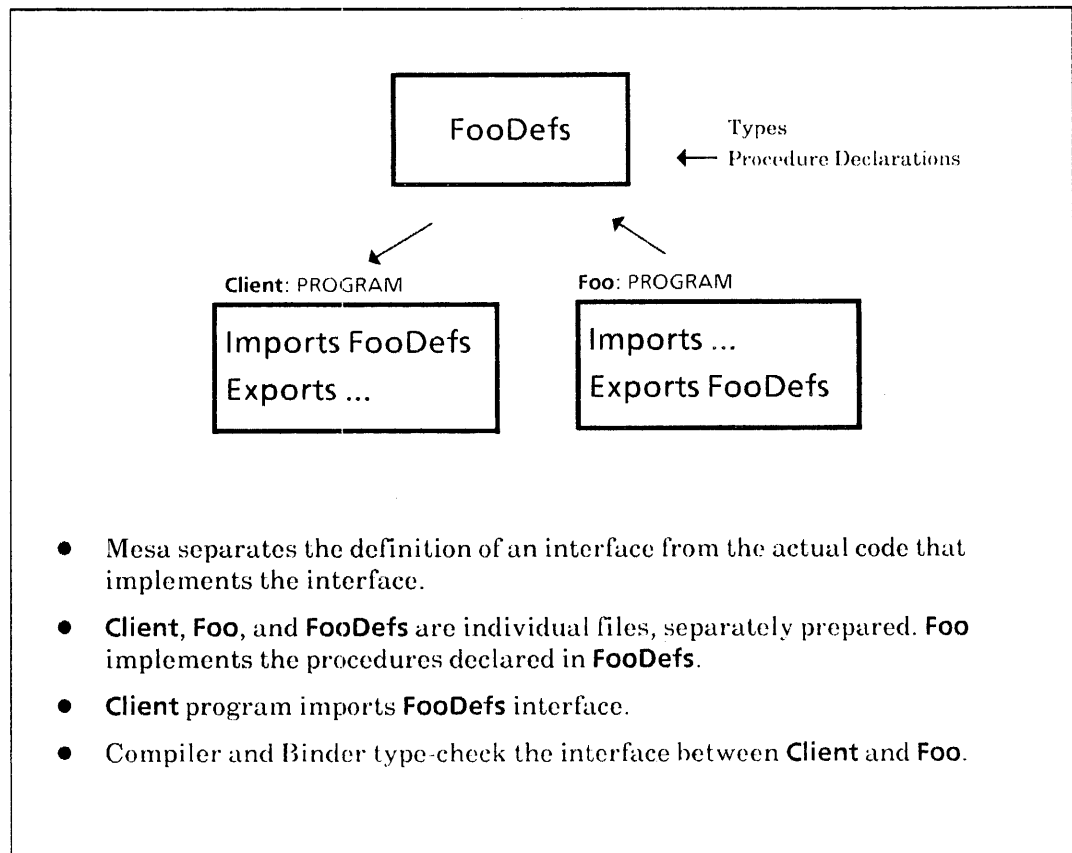 FooDefs
Types
Procedure Declarations
Client: PROGRAM
Imports FooDefs
Exports ...
Foo: PROGRAM
Imports ...
Exports FooDefs
● Mesa separates the definition of an interface from the actual code that
implements the interface.
● Client, Foo, and FooDefs are individual files, separately prepared. Foo
implements the procedures declared in FooDefs.
● Client program imports FooDefs interface.
● Compiler and Binder type-check the interface between Client and Foo.